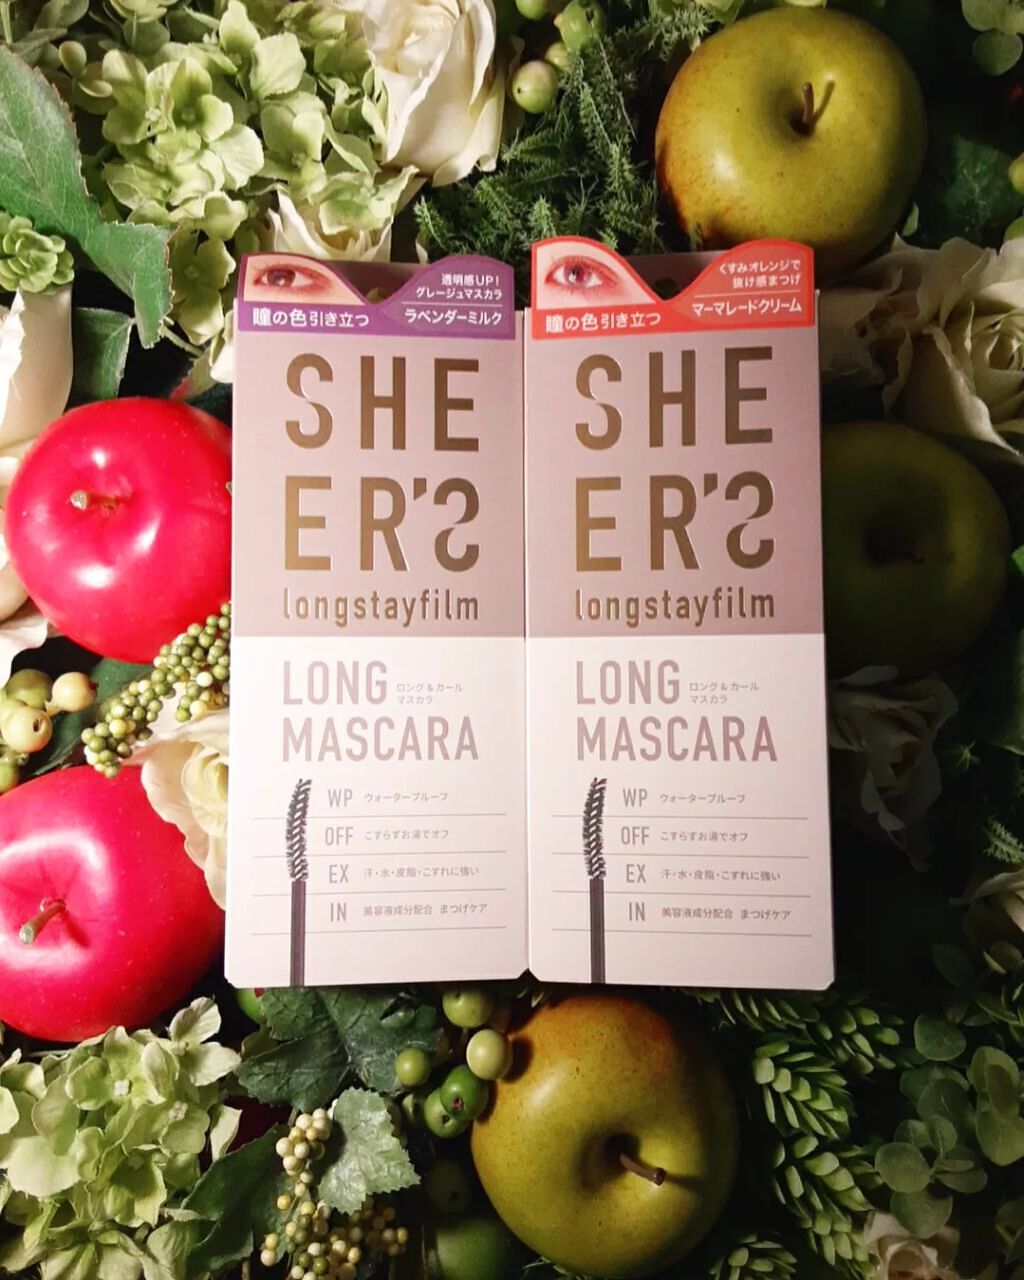 透明感UP!
グレージュマスカラ
ラベンダーミルク
瞳の色引き立つ
SHE
ER'S
longstayfilm
LONG
MASCARA
ロング&カール
マスカラ
WP ウォータープルーフ
OFF こすらずお湯でオフ
EX 汗・水・皮脂・こすれに強い
IN 美容液成分配合 まつげケア
くすみオレンジで
抜け感まつげ
マーマレードクリーム
瞳の色引き立つ
SHE
ER'S
longstayfilm
LONG
MASCARA
ロング&カール
マスカラ
WP ウォータープルーフ
OFF こすらずお湯でオフ
EX 汗・水・皮脂・こすれに強い
IN 美容液成分配合 まつげケア